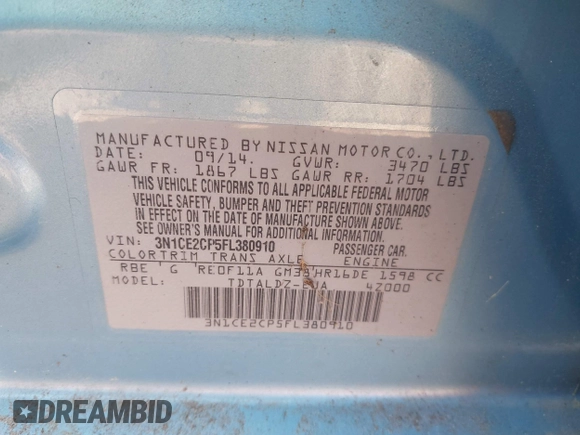 MANUFACTURED BY NISSAN MOTOR CO., LTD.
DATE: 09/14. GVWR: 3470 LBS
GAWR FR: 1867 LBS GAWR RR: 1704 LBS
THIS VEHICLE CONFORMS TO ALL APPLICABLE FEDERAL MOTOR
VEHICLE SAFETY, BUMPER AND THEFT PREVENTION STANDARDS
IN EFFECT ON THE DATE OF MANUFACTURE SHOWN ABOVE.
SEE OWNER'S MANUAL FOR ADDITIONAL INFORMATION
VIN: 3N1CE2CP5FL380910 PASSENGER CAR.
COLOR TRIM TRANS AXLE ENGINE
RBE G RE0F11A GM38 HR16DE 1598 CC
MODEL: 42000
3N1CE2CP5FL380910
DREAMBID